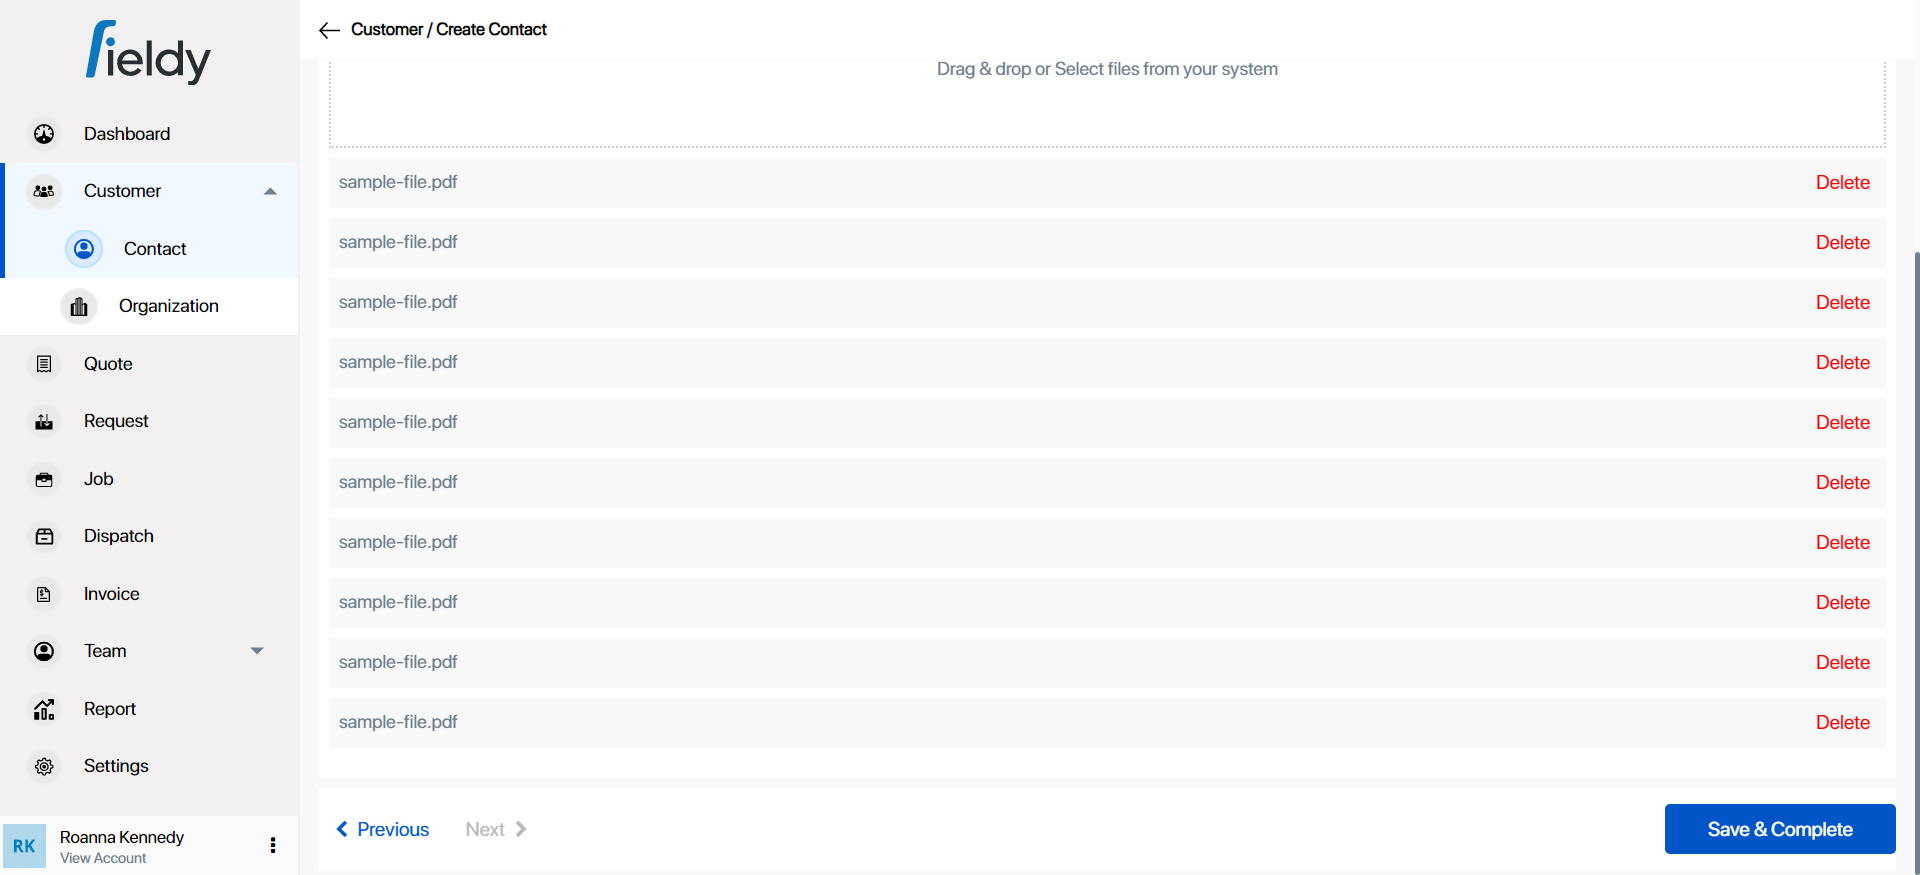 fieldy
Customer / Create Contact
Drag & drop or Select files from your system
Dashboard
Customer
Contact
Organization
Quote
Request
Job
Dispatch
Invoice
Team
Report
Settings
RK
Roanna Kennedy
View Account
sample-file.pdf Delete
sample-file.pdf Delete
sample-file.pdf Delete
sample-file.pdf Delete
sample-file.pdf Delete
sample-file.pdf Delete
sample-file.pdf Delete
sample-file.pdf Delete
sample-file.pdf Delete
sample-file.pdf Delete
Previous Next Save & Complete